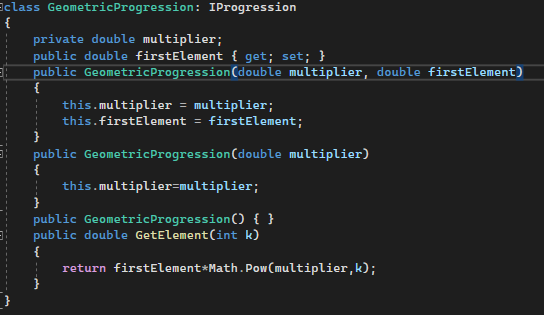 class GeometricProgression: IProgression
{
    private double multiplier;
    public double firstElement { get; set; }
    public GeometricProgression(double multiplier, double firstElement)
    {
        this.multiplier = multiplier;
        this.firstElement = firstElement;
    }
    public GeometricProgression(double multiplier)
    {
        this.multiplier=multiplier;
    }
    public GeometricProgression() { }
    public double GetElement(int k)
    {
        return firstElement*Math.Pow(multiplier,k);
    }
}